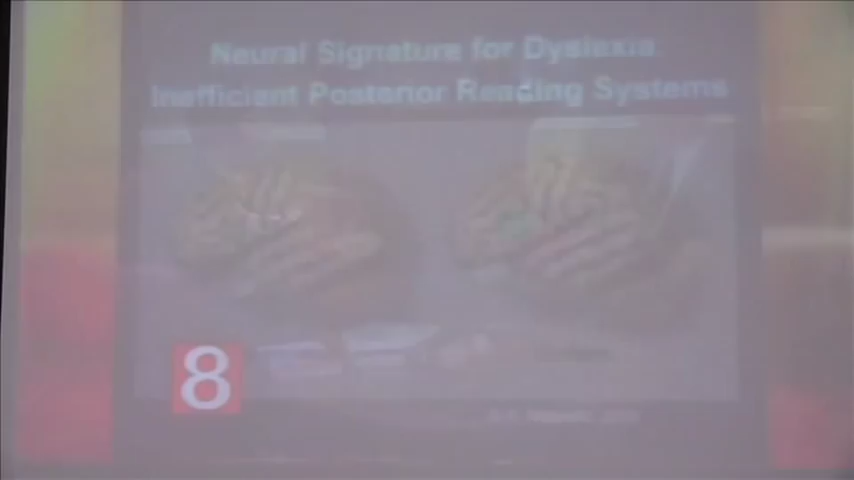 Neural Signature for Dyslexia
Inefficient Posterior Reading Systems
8